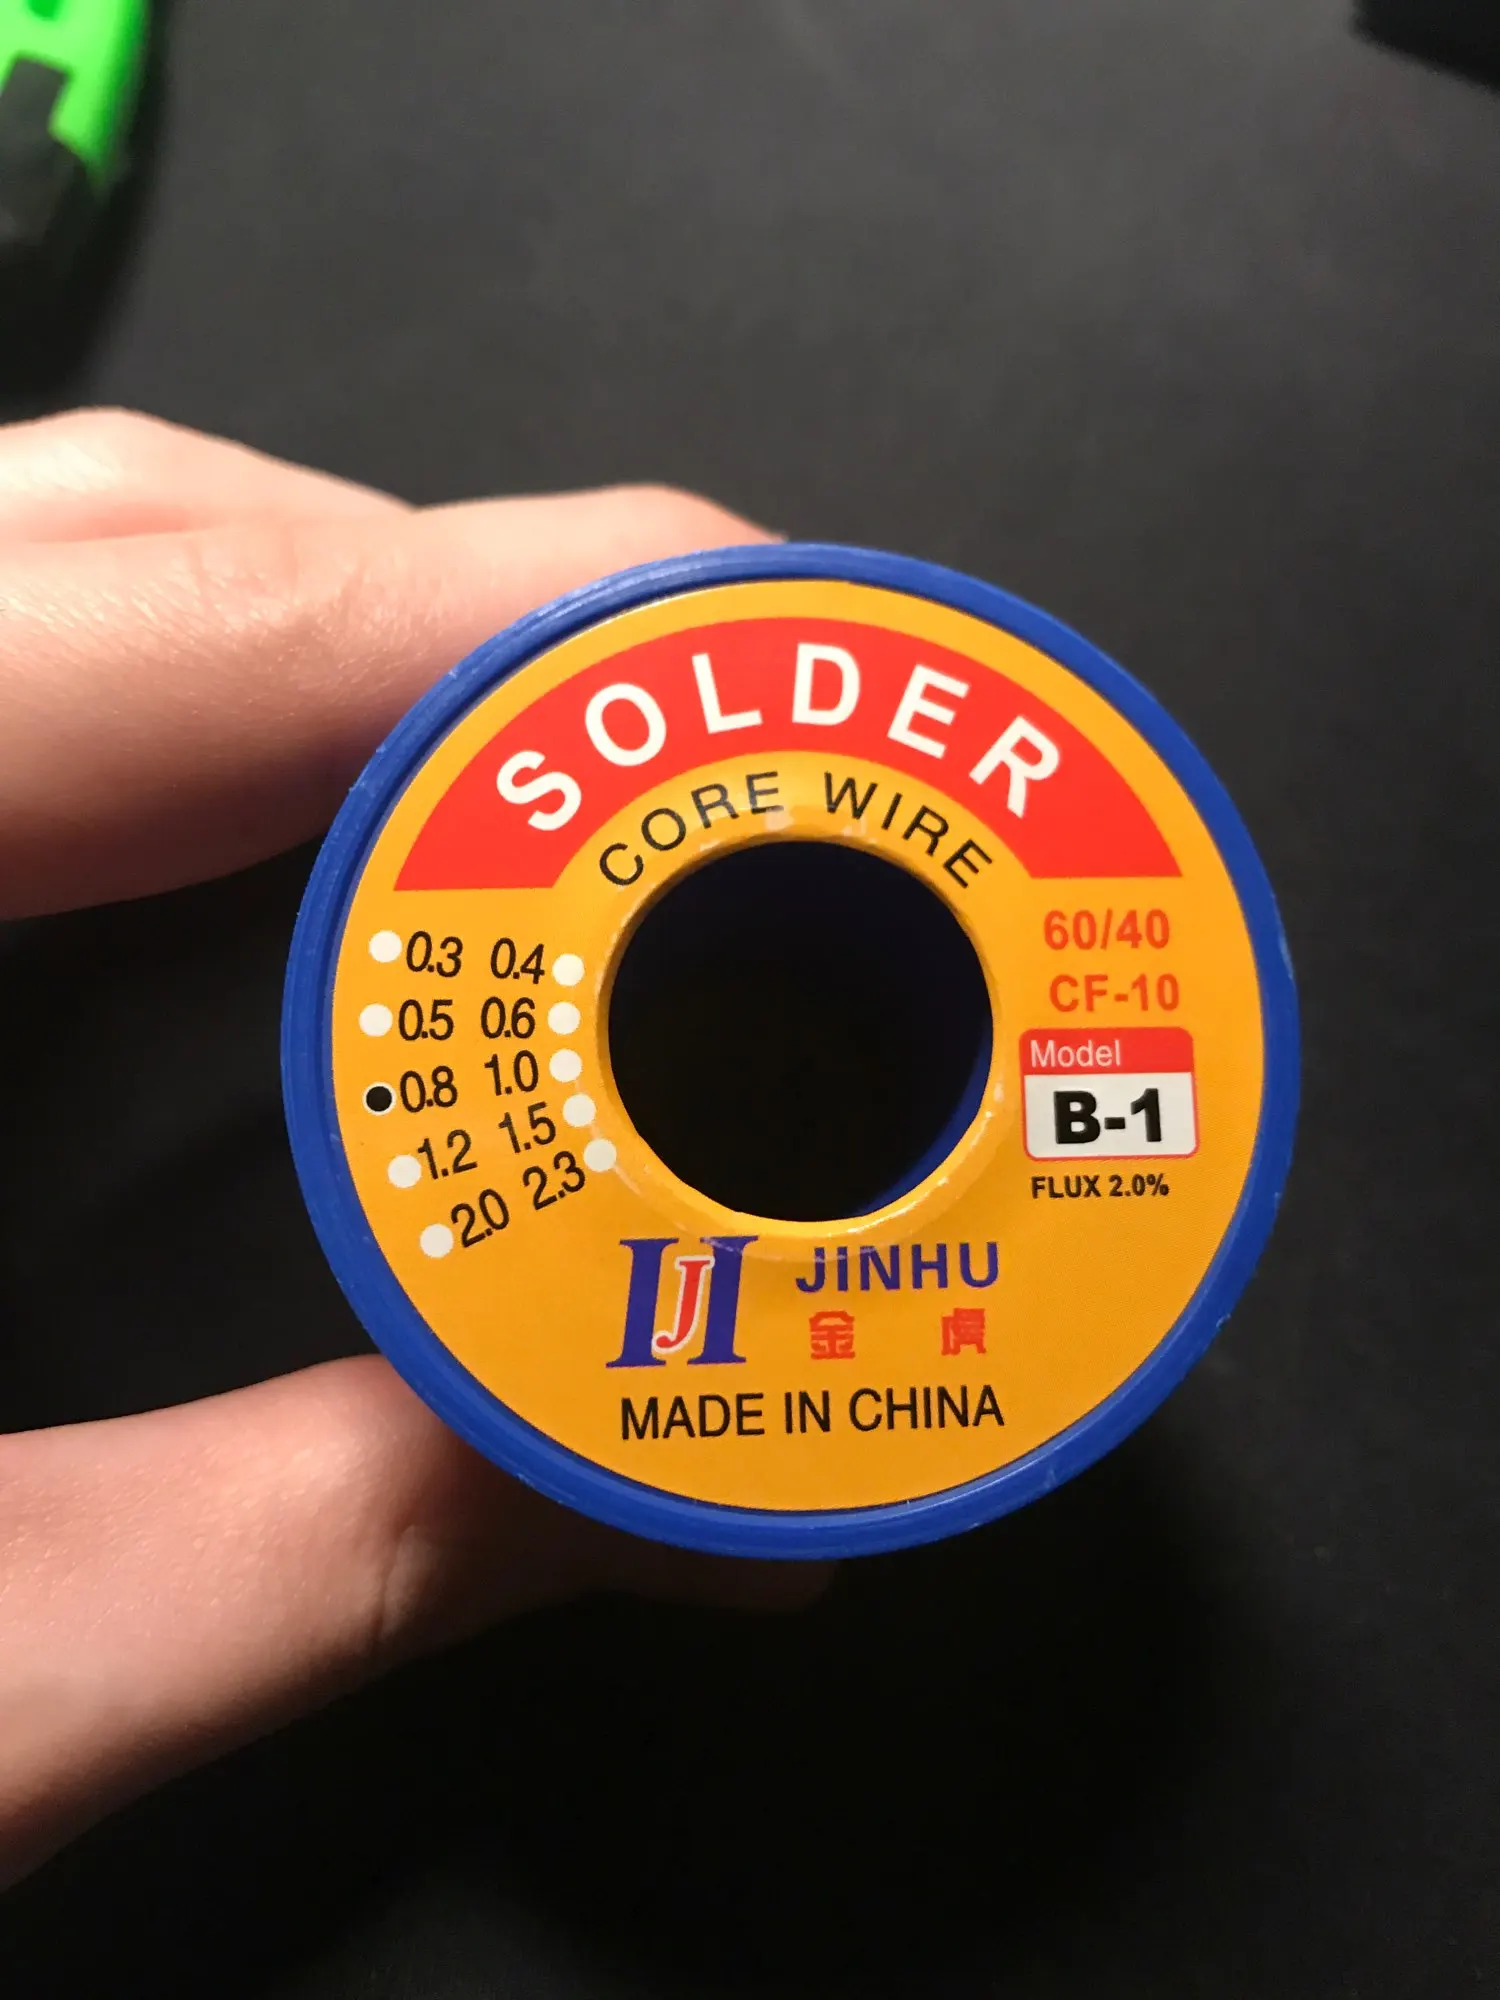 SOLDER
CORE WIRE
0.3 0.4
0.5 0.6
0.8 1.0
1.2 1.5
2.0 2.3
60/40
CF-10
Model
B-1
FLUX 2.0%
HJ
JINHU
金虎
MADE IN CHINA